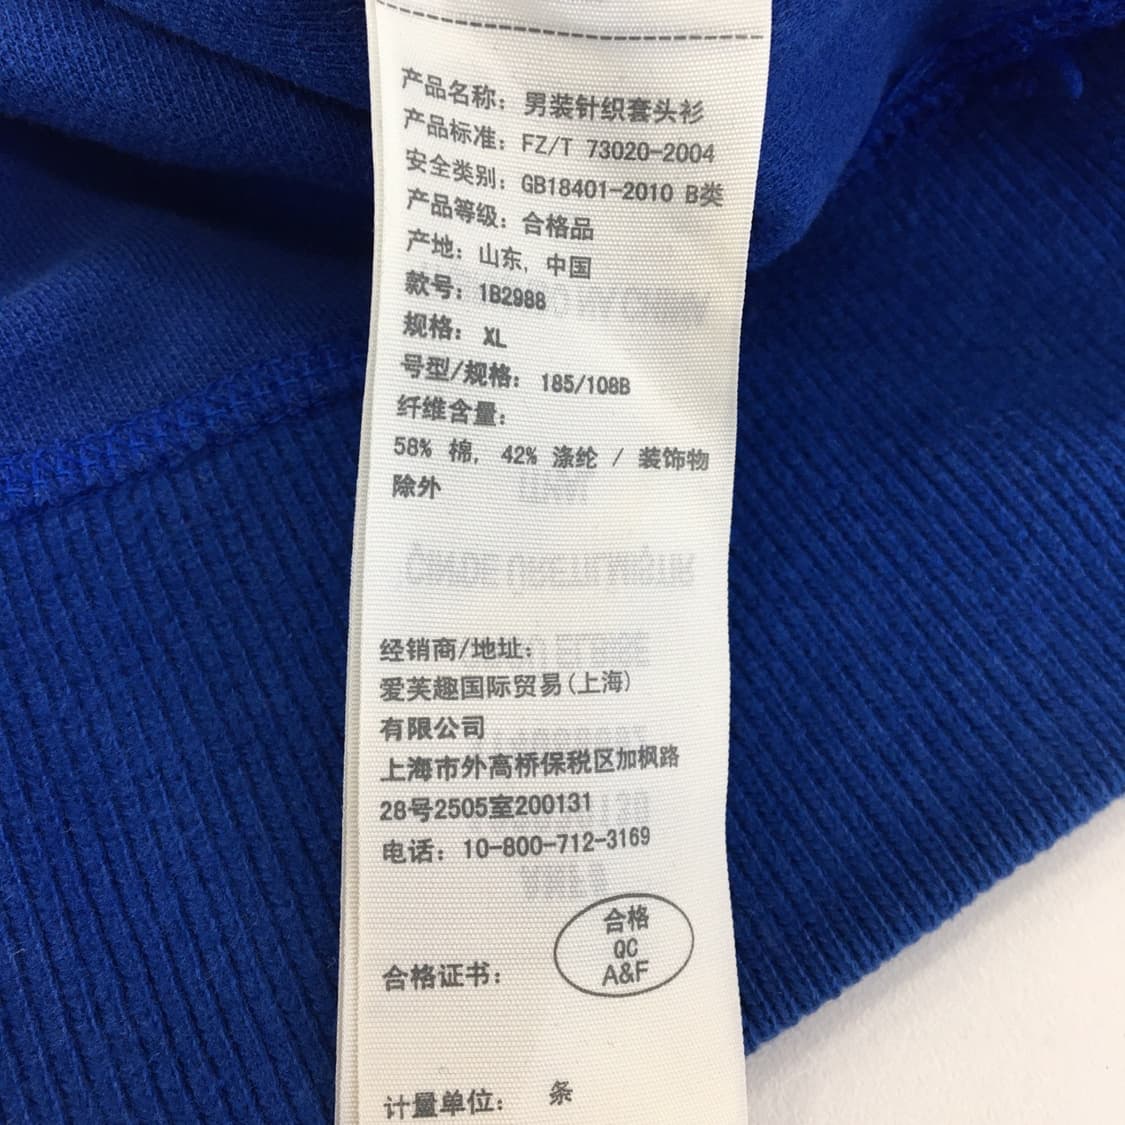 产品名称：男装针织套头衫
产品标准：FZ/T 73020-2004
安全类别：GB18401-2010 B类
产品等级：合格品
产地：山东，中国
款号：1B2988
规格：XL
号型/规格：185/108B
纤维含量：
58% 棉，42% 涤纶 / 装饰物
除外
经销商/地址：
爱芙趣国际贸易(上海)
有限公司
上海市外高桥保税区加枫路
28号2505室200131
电话：10-800-712-3169
合格
QC
A&F
合格证书：
计量单位：条